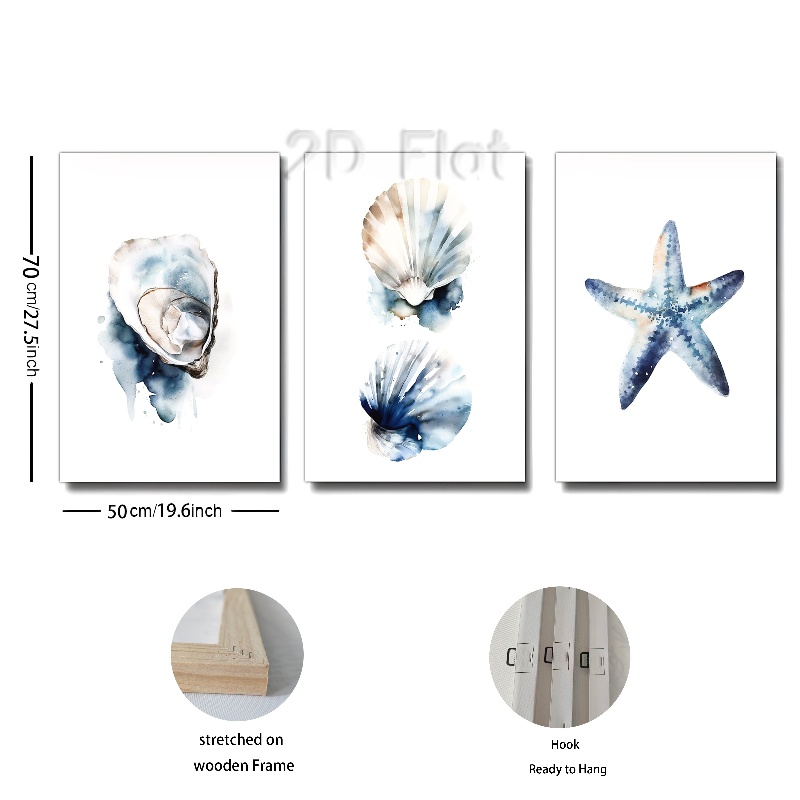 2D Flat
70 cm/27.5inch
50cm/19.6inch
stretched on
wooden Frame
Hook
Ready to Hang